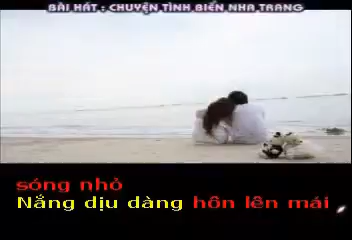 BÀI HÁT : CHUYỆN TÌNH BIỂN NHA TRANG
sóng nhỏ
Nắng dịu dàng hôn lên mái